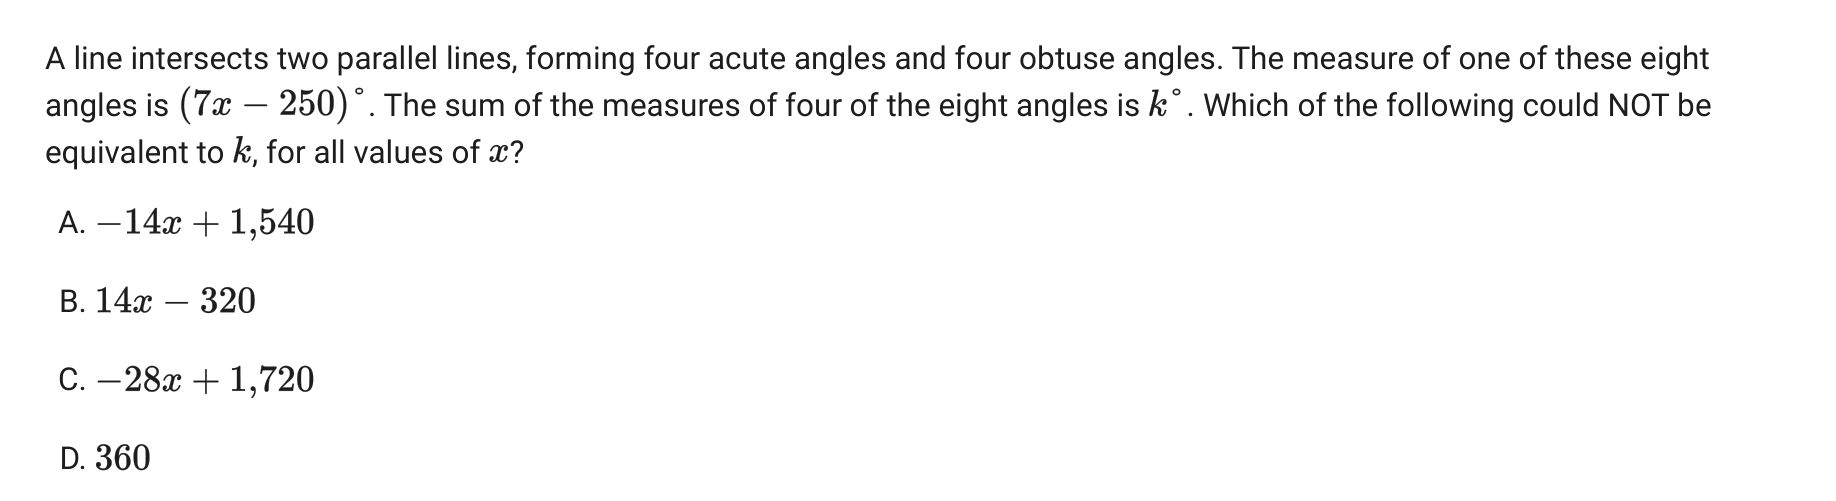 A line intersects two parallel lines, forming four acute angles and four obtuse angles. The measure of one of these eight
angles is (7x − 250)°. The sum of the measures of four of the eight angles is k°. Which of the following could NOT be
equivalent to k, for all values of x?
A. −14x + 1,540
B. 14x − 320
C. −28x + 1,720
D. 360